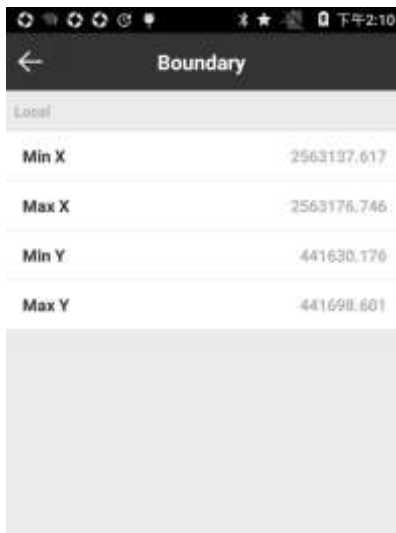 下午2:10
Boundary
Local
Min X 2563137.617
Max X 2563176.746
Min Y 441630.176
Max Y 441698.601